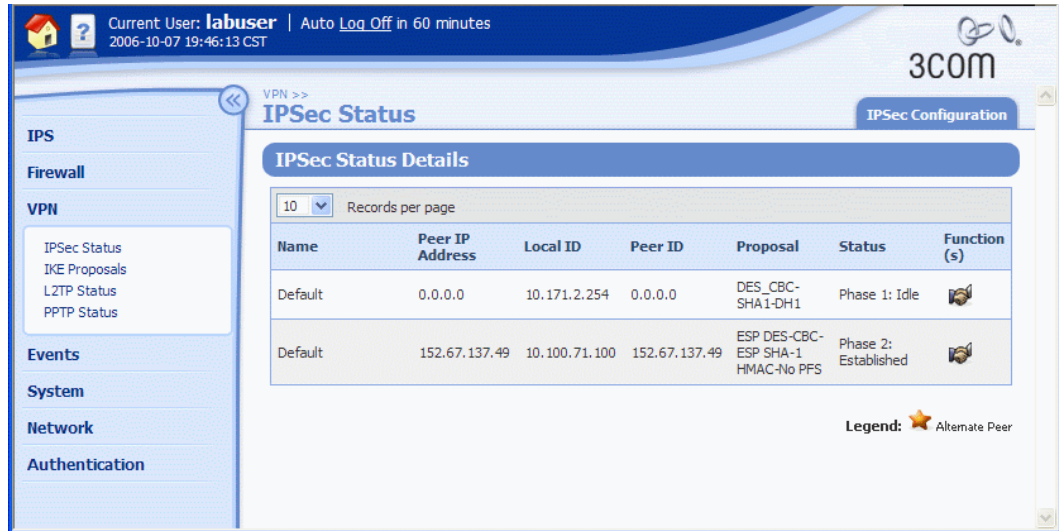 Current User: labuser | Auto Log Off in 60 minutes
2006-10-07 19:46:13 CST
3COM
VPN >>
IPSec Status
IPSec Configuration
IPS
Firewall
VPN
IPSec Status
IKE Proposals
L2TP Status
PPTP Status
Events
System
Network
Authentication
IPSec Status Details
10 Records per page
Name Peer IP Address Local ID Peer ID Proposal Status Function(s)
Default 0.0.0.0 10.171.2.254 0.0.0.0 DES_CBC-SHA1-DH1 Phase 1: Idle
Default 152.67.137.49 10.100.71.100 152.67.137.49 ESP DES-CBC-ESP SHA-1 HMAC-No PFS Phase 2: Established
Legend: Alternate Peer